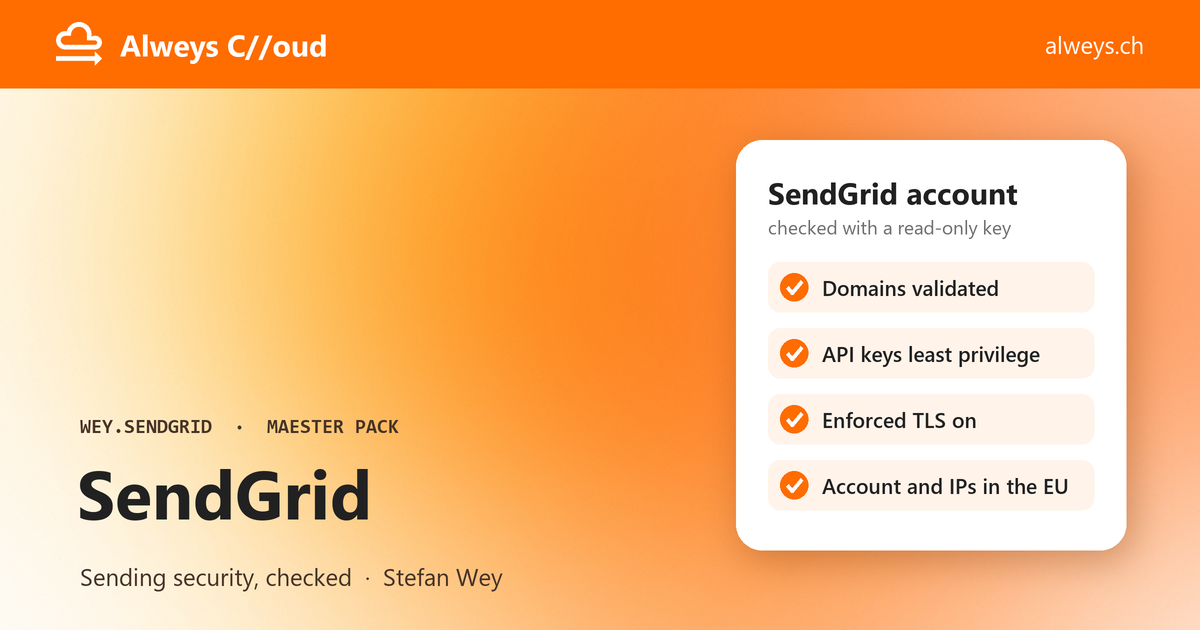 Alweys C//oud
alweys.ch
SendGrid account
checked with a read-only key
Domains validated
API keys least privilege
Enforced TLS on
Account and IPs in the EU
WEY.SENDGRID · MAESTER PACK
SendGrid
Sending security, checked · Stefan Wey